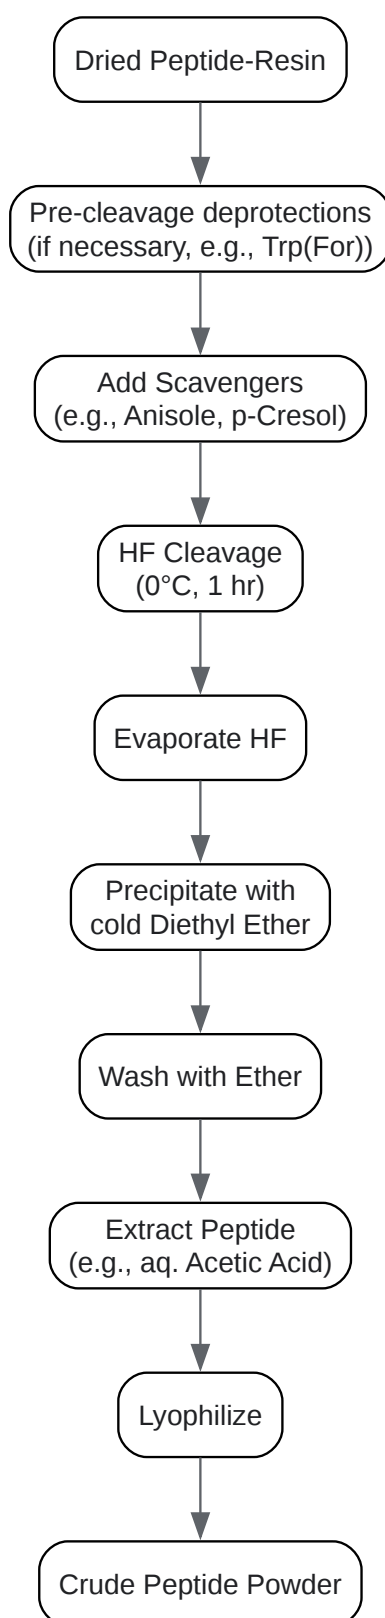 Dried Peptide-Resin
Pre-cleavage deprotections
(if necessary, e.g., Trp(For))
Add Scavengers
(e.g., Anisole, p-Cresol)
HF Cleavage
(0°C, 1 hr)
Evaporate HF
Precipitate with
cold Diethyl Ether
Wash with Ether
Extract Peptide
(e.g., aq. Acetic Acid)
Lyophilize
Crude Peptide Powder